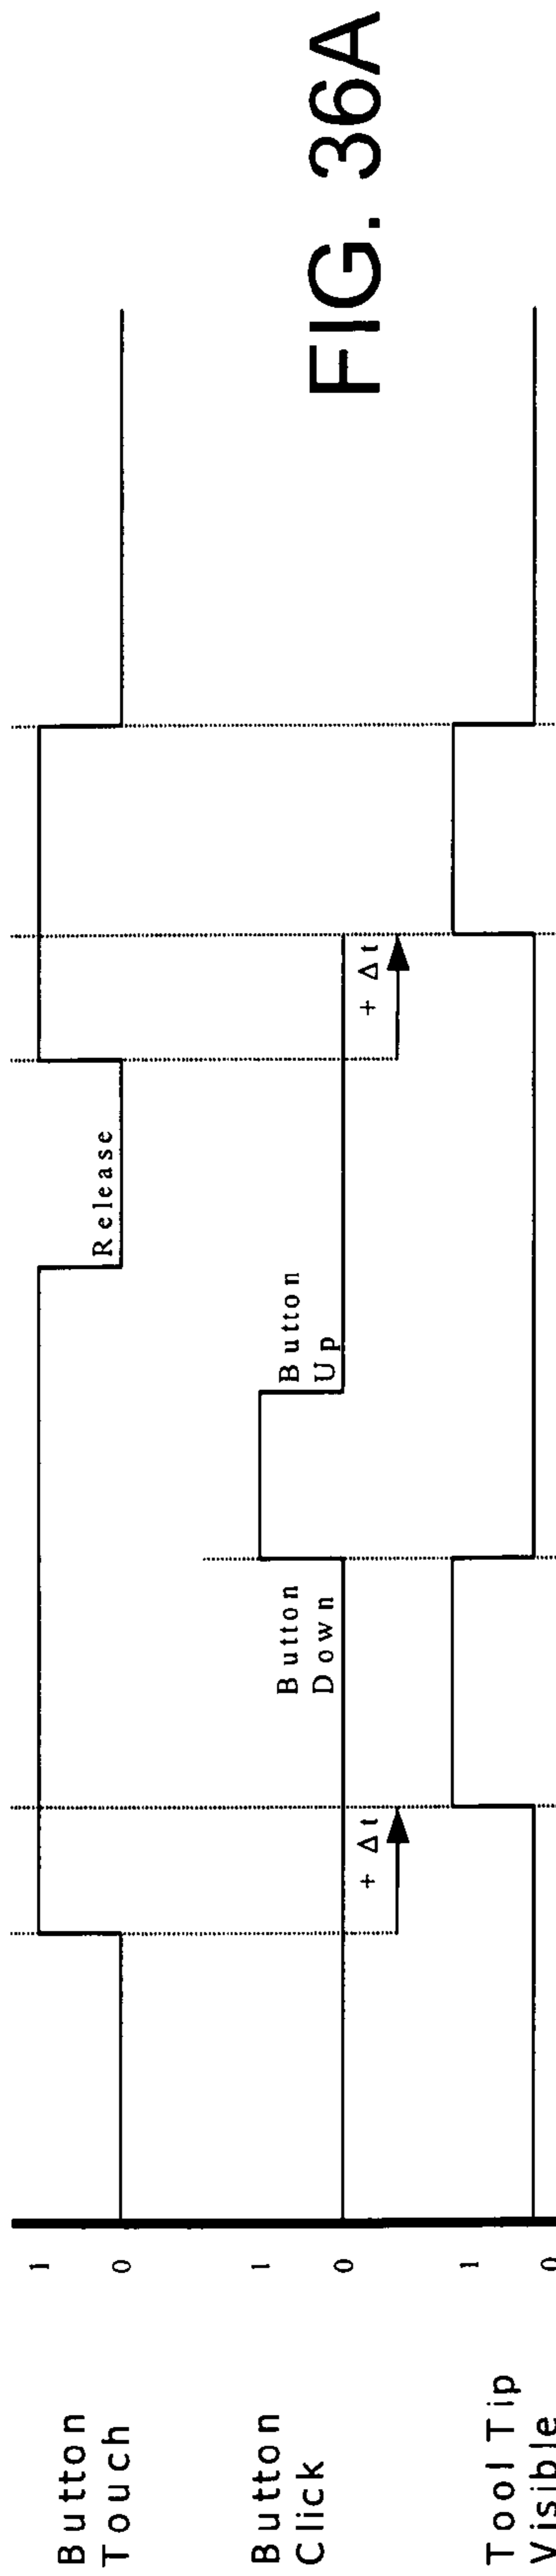 Button
Touch
1
0
Release
Button
Click
1
0
Button
Down
Button
Up
+ Δt
+ Δt
Tool Tip
Visible
1
0
FIG. 36A